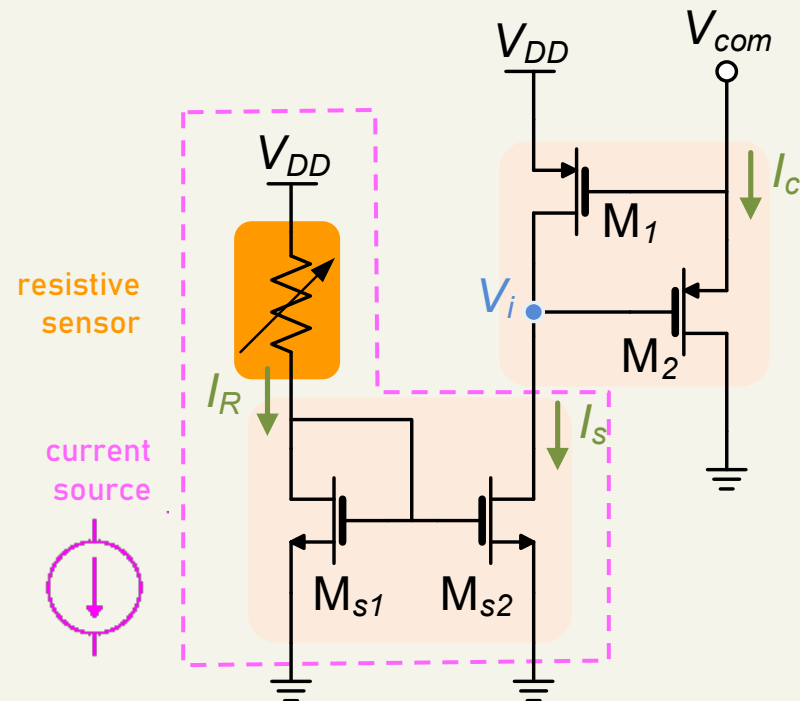 V_DD
V_com
V_DD
I_c
M_1
resistive
sensor
V_i
M_2
I_R
I_s
current
source
M_s1
M_s2